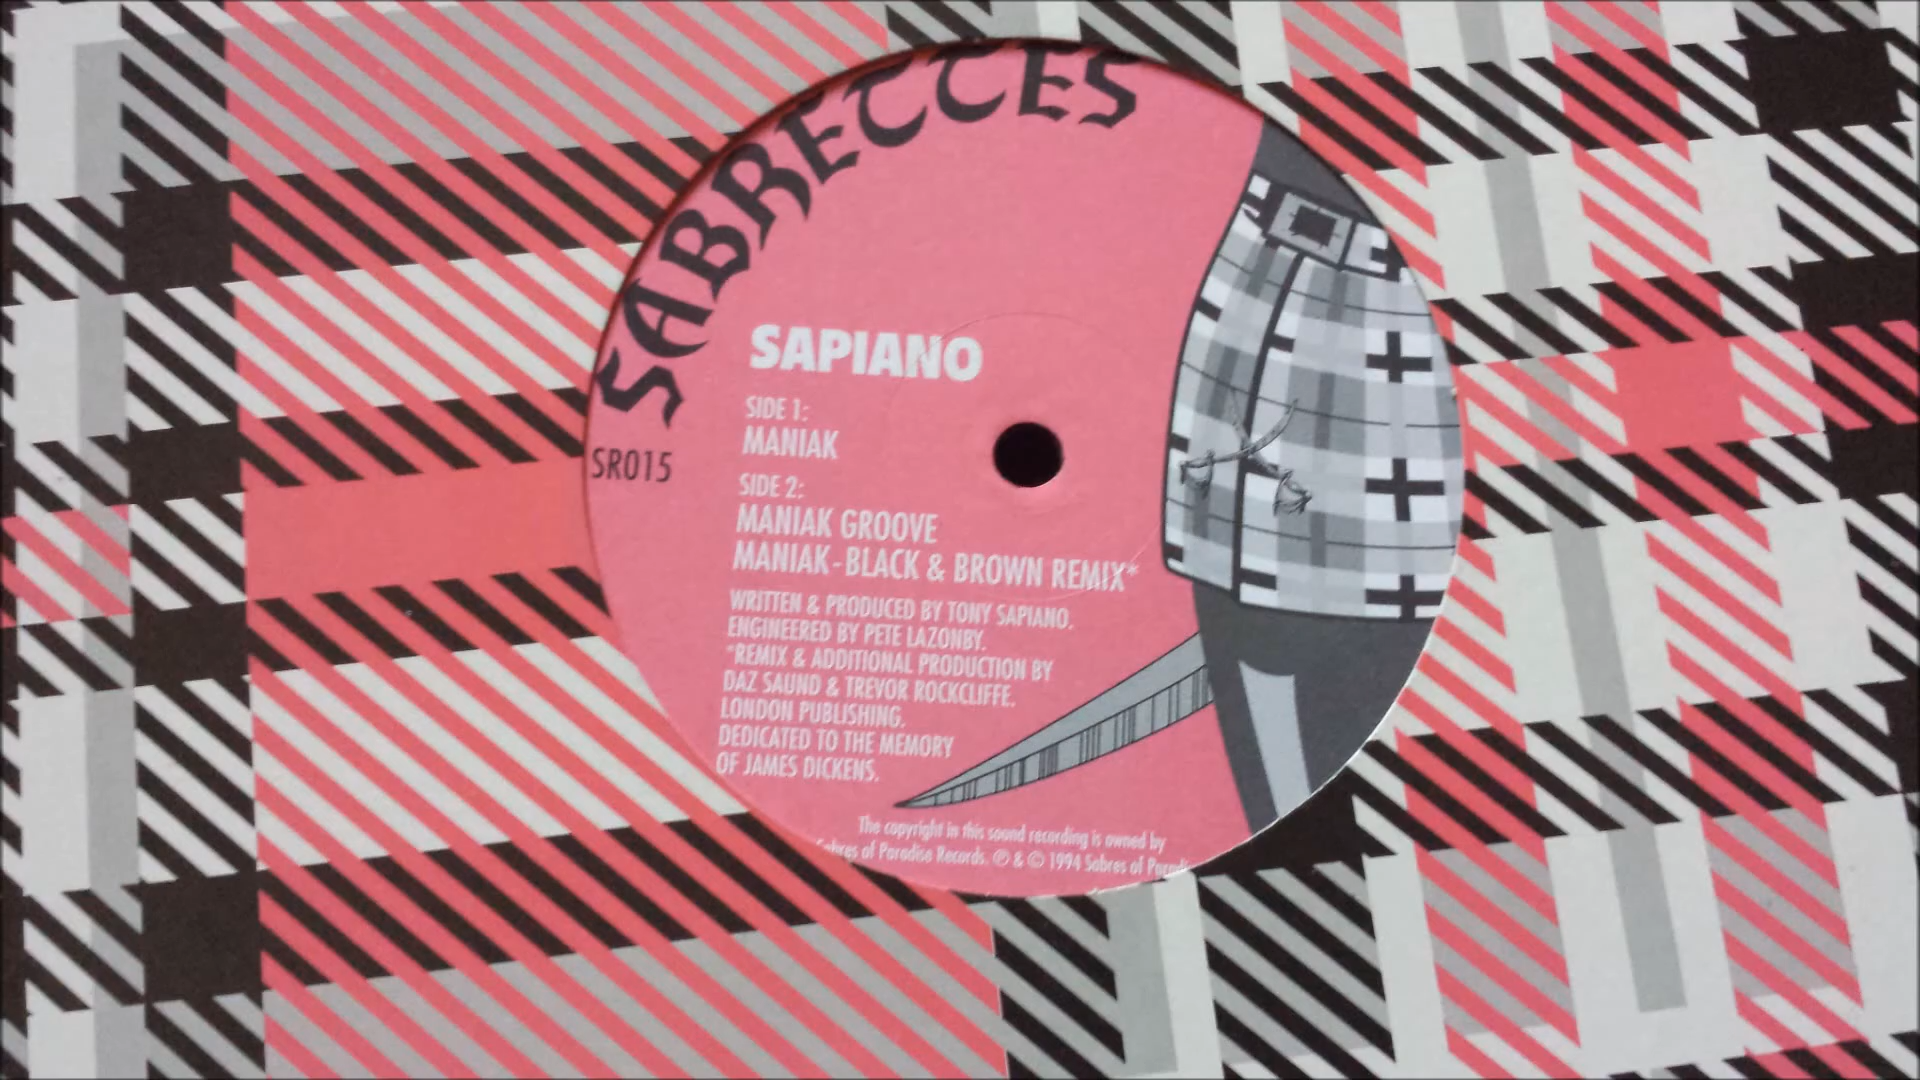 SABRETTES
SAPIANO
SIDE 1:
MANIAK
SR015
SIDE 2:
MANIAK GROOVE
MANIAK-BLACK & BROWN REMIX*
WRITTEN & PRODUCED BY TONY SAPIANO.
ENGINEERED BY PETE LAZONBY.
*REMIX & ADDITIONAL PRODUCTION BY
DAZ SAUND & TREVOR ROCKCLIFFE.
LONDON PUBLISHING.
DEDICATED TO THE MEMORY
OF JAMES DICKENS.
The copyright in this sound recording is owned by
Sabres of Paradise Records. ℗ & © 1994 Sabres of